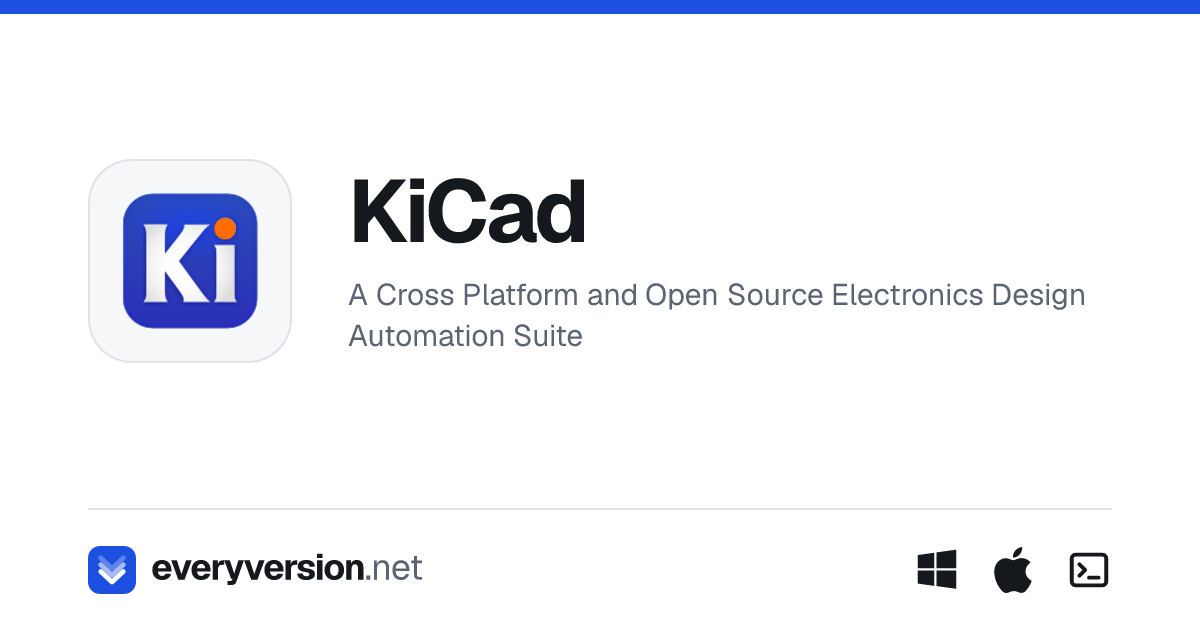 Ki
KiCad
A Cross Platform and Open Source Electronics Design
Automation Suite
everyversion.net